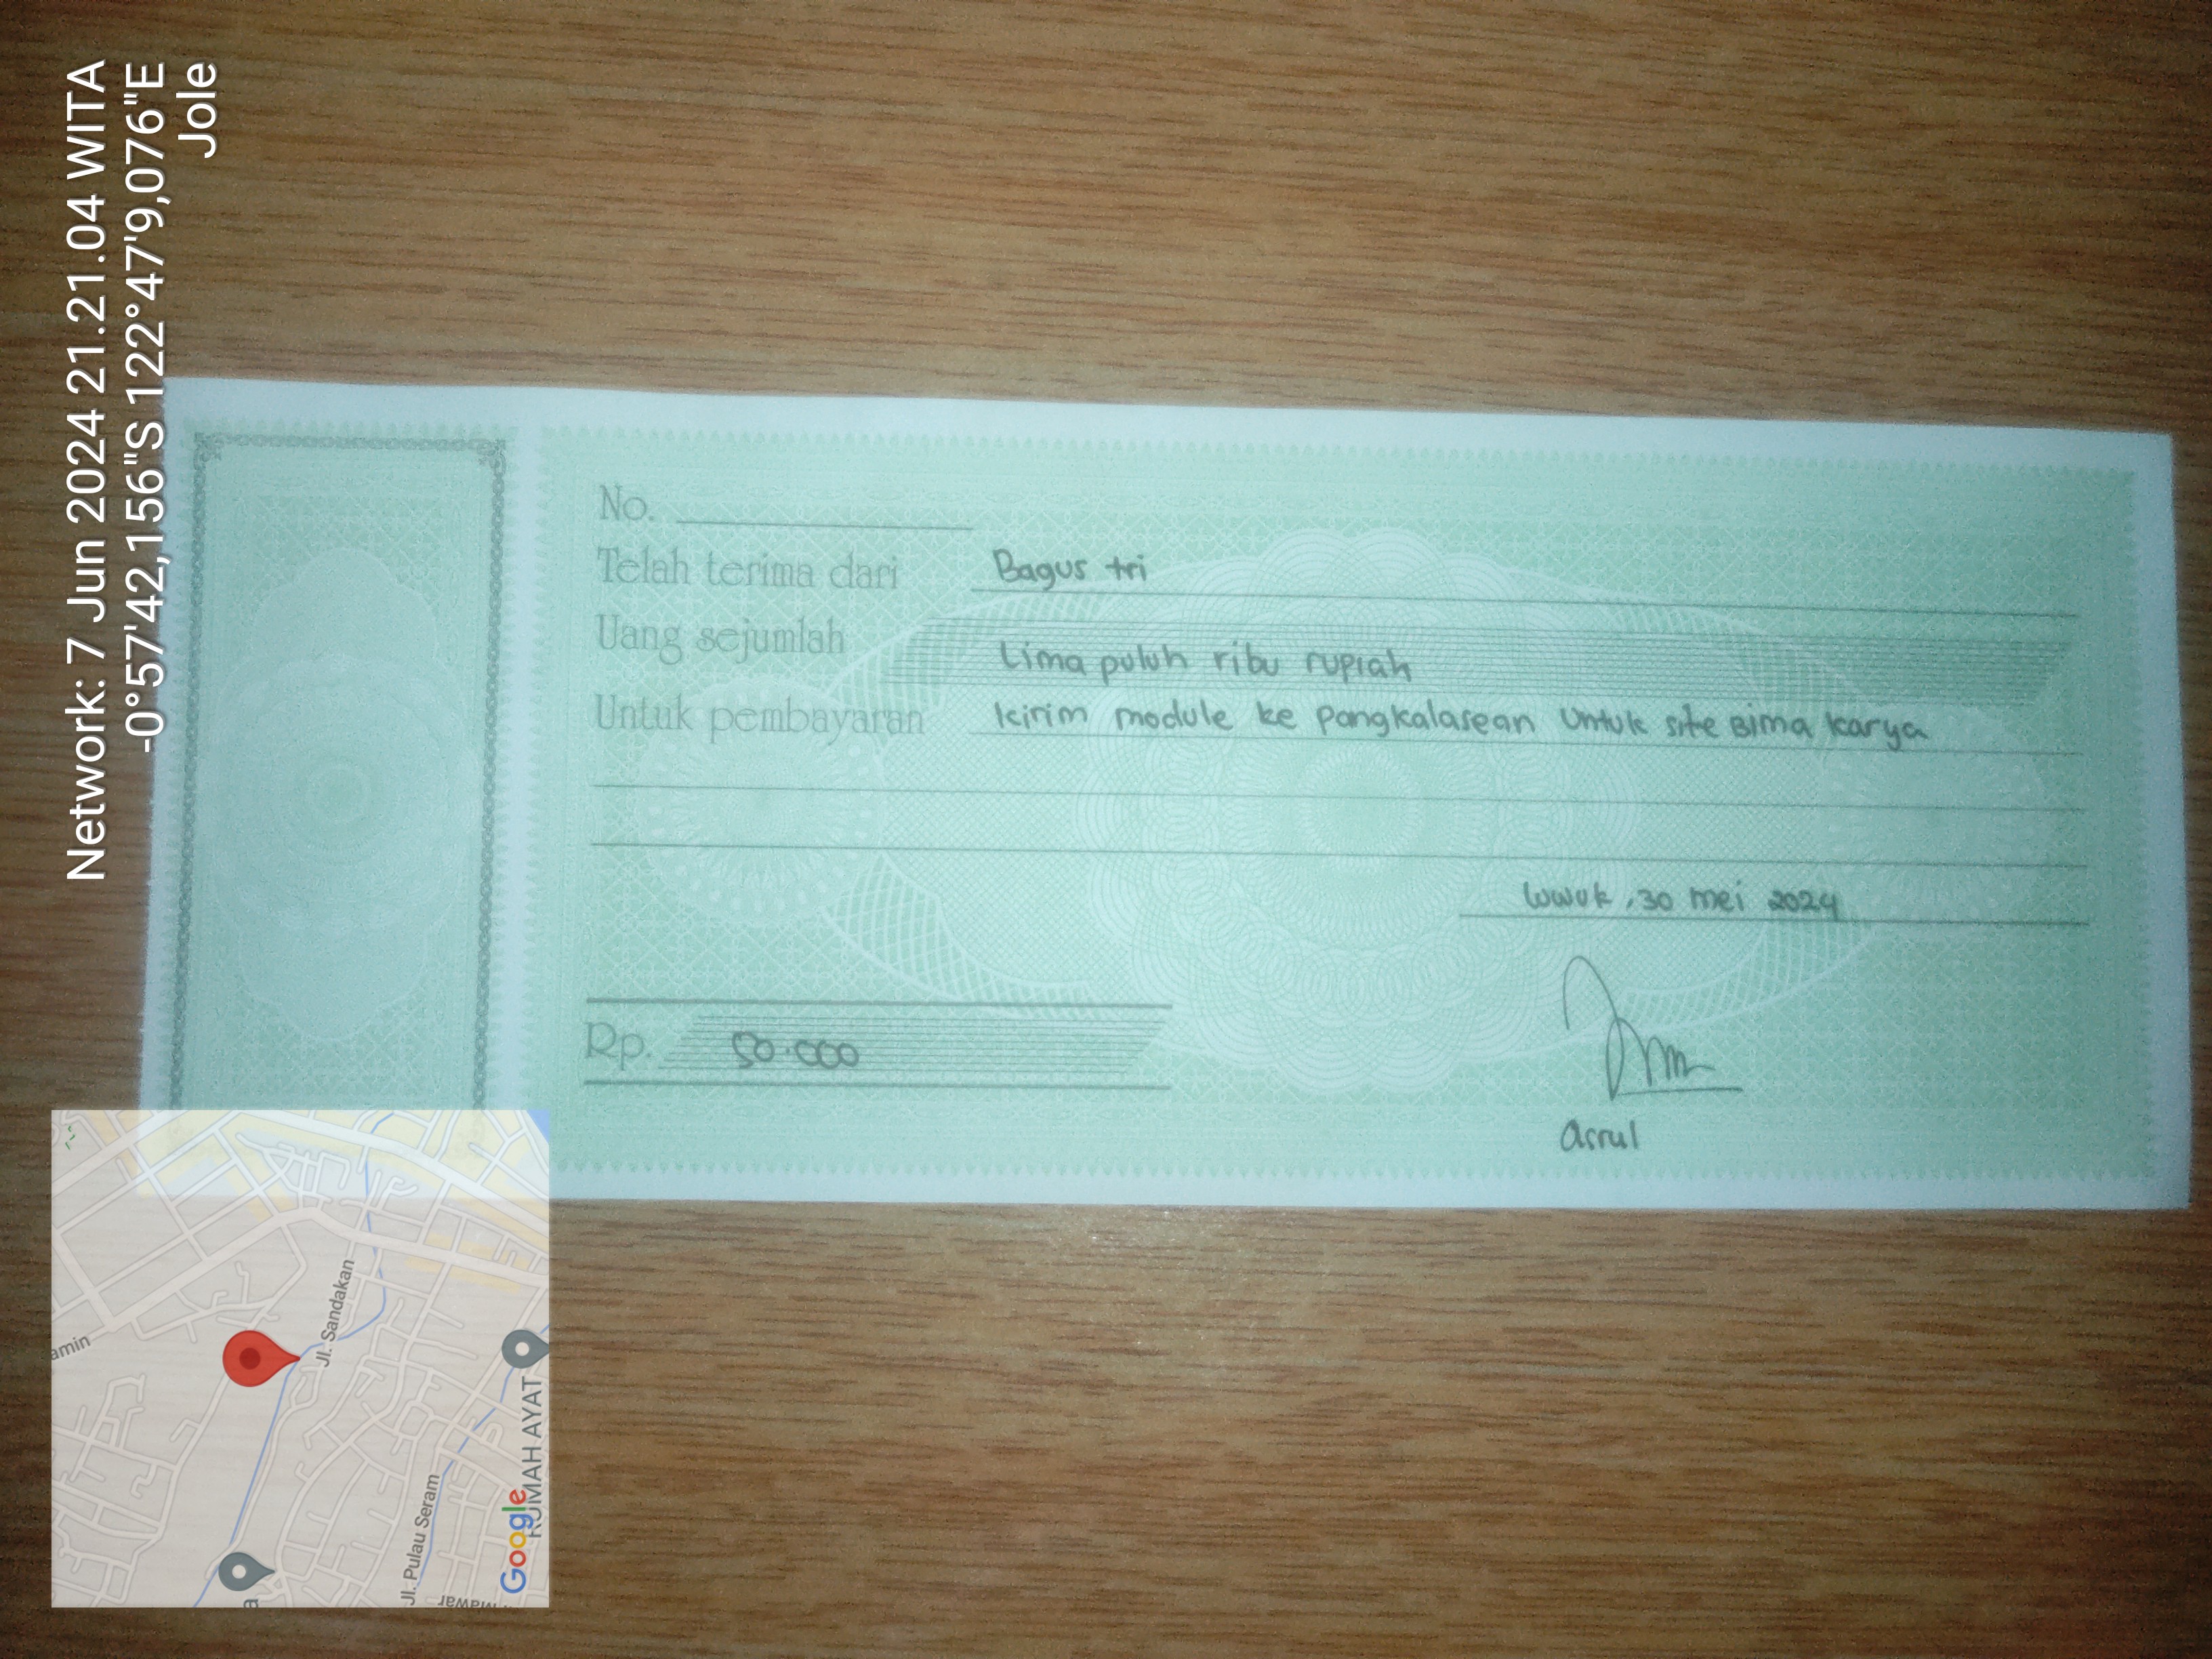 Network: 7 Jun 2024 21.21.04 WITA
-0°57'42,156"S 122°47'9,076"E
Jole
No.
Telah terima dari Bagus tri
Uang sejumlah Lima puluh ribu rupiah
Untuk pembayaran kirim module ke Pangkalasean Untuk site Bima karya
Luwuk, 30 mei 2024
Rp. 50.000
Asrul
amin
Jl. Sandakan
Jl. Pulau Seram
RUMAH AYAT
Mawar
a
Google